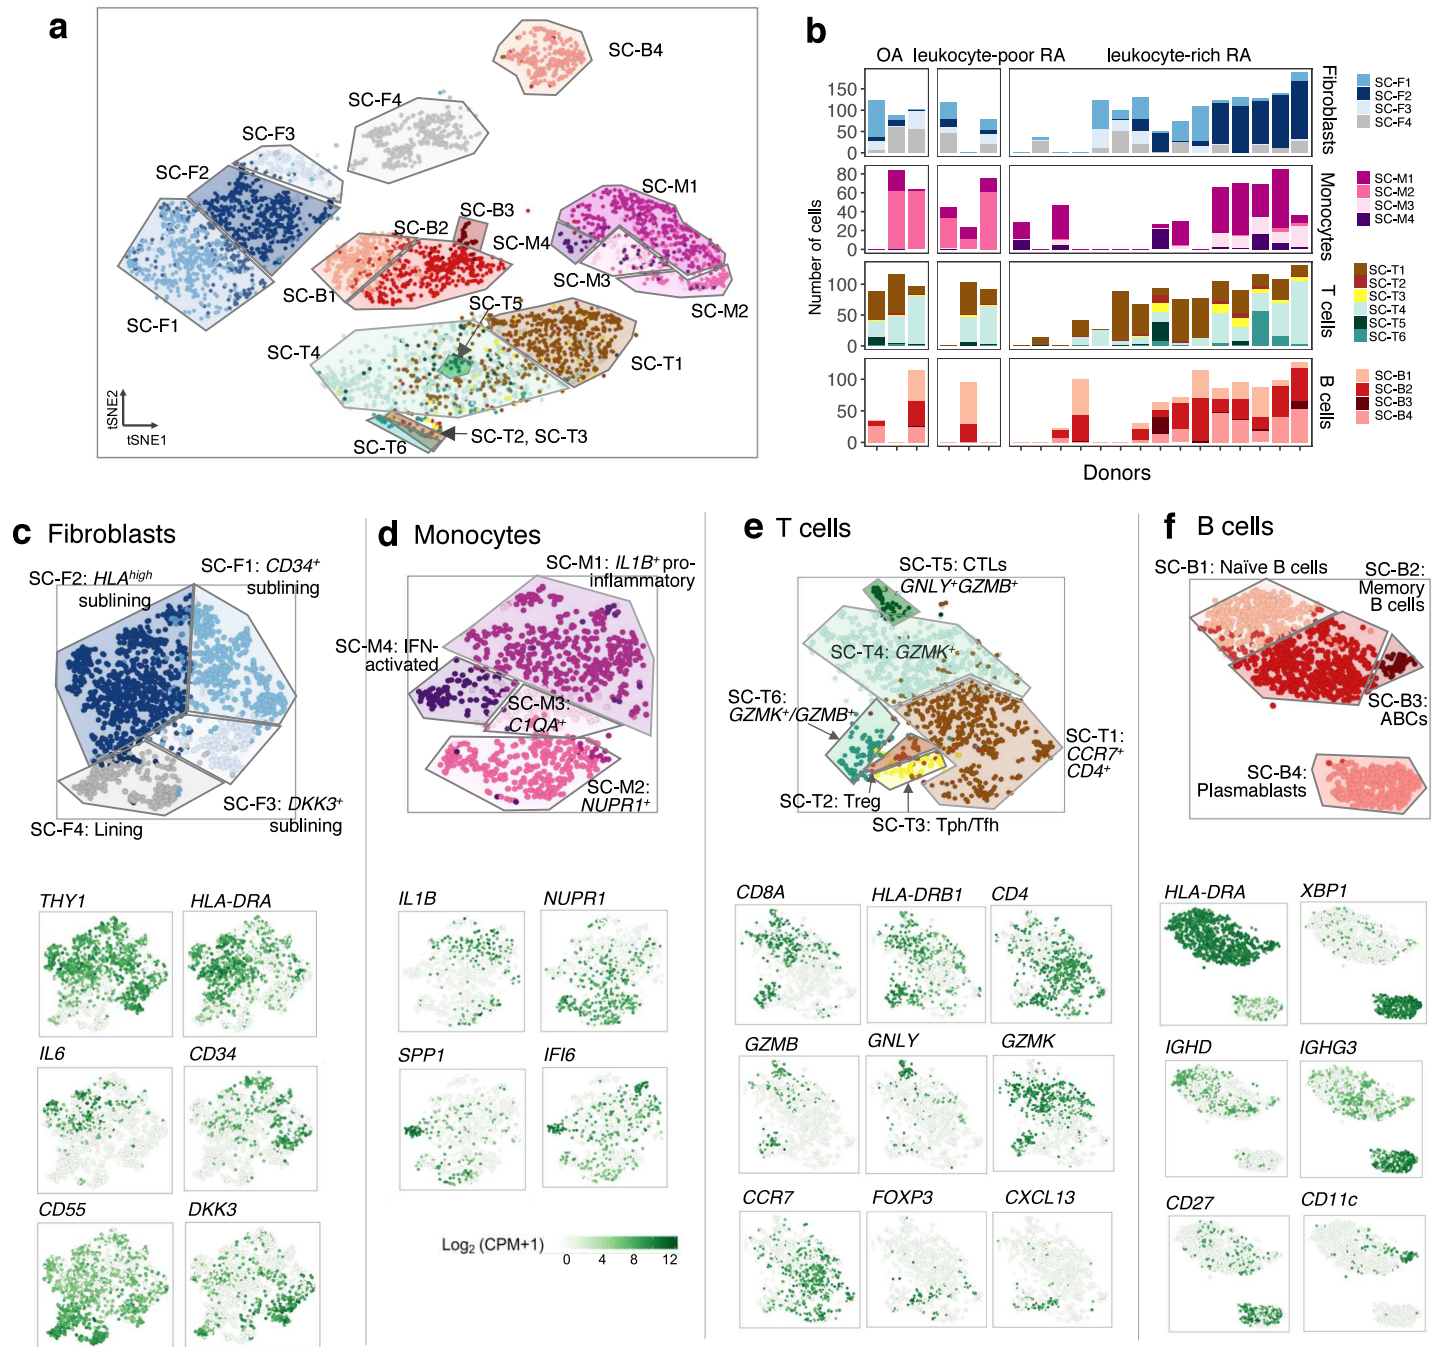 a
SC-B4
SC-F4
SC-F3
SC-F2
SC-M1
SC-B3
SC-B2
SC-M4
SC-M3
SC-B1
SC-T5
SC-M2
SC-F1
SC-T4
SC-T1
SC-T2, SC-T3
SC-T6
tSNE2
tSNE1
b
OA leukocyte-poor RA leukocyte-rich RA
Number of cells
150
100
50
0
Fibroblasts
SC-F1
SC-F2
SC-F3
SC-F4
80
60
40
20
0
Monocytes
SC-M1
SC-M2
SC-M3
SC-M4
100
50
0
T cells
SC-T1
SC-T2
SC-T3
SC-T4
SC-T5
SC-T6
100
50
0
B cells
SC-B1
SC-B2
SC-B3
SC-B4
Donors
c Fibroblasts
SC-F1: CD34+
sublining
SC-F2: HLAhigh
sublining
SC-F3: DKK3+
sublining
SC-F4: Lining
THY1 HLA-DRA
IL6 CD34
CD55 DKK3
d Monocytes
SC-M1: IL1B+ pro-
inflammatory
SC-M4: IFN-
activated
SC-M3:
C1QA+
SC-M2:
NUPR1+
IL1B NUPR1
SPP1 IFI6
Log2 (CPM+1)
0 4 8 12
e T cells
SC-T5: CTLs
GNLY+GZMB+
SC-T4: GZMK+
SC-T6:
GZMK+/GZMB+
SC-T1:
CCR7+
CD4+
SC-T2: Treg
SC-T3: Tph/Tfh
CD8A HLA-DRB1 CD4
GZMB GNLY GZMK
CCR7 FOXP3 CXCL13
f B cells
SC-B1: Naïve B cells
SC-B2:
Memory
B cells
SC-B3:
ABCs
SC-B4:
Plasmablasts
HLA-DRA XBP1
IGHD IGHG3
CD27 CD11c